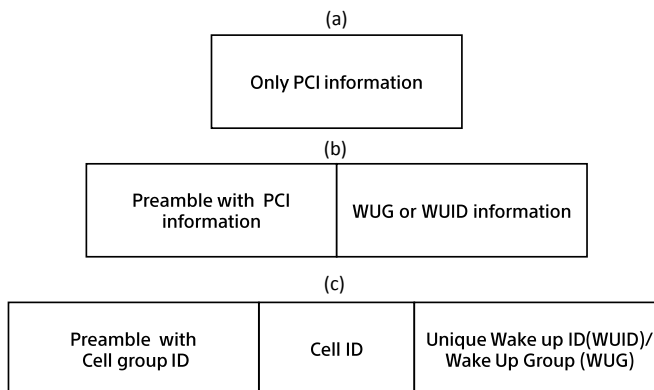 (a)
Only PCI information
(b)
Preamble with PCI
information
WUG or WUID information
(c)
Preamble with
Cell group ID
Cell ID
Unique Wake up ID(WUID)/
Wake Up Group (WUG)